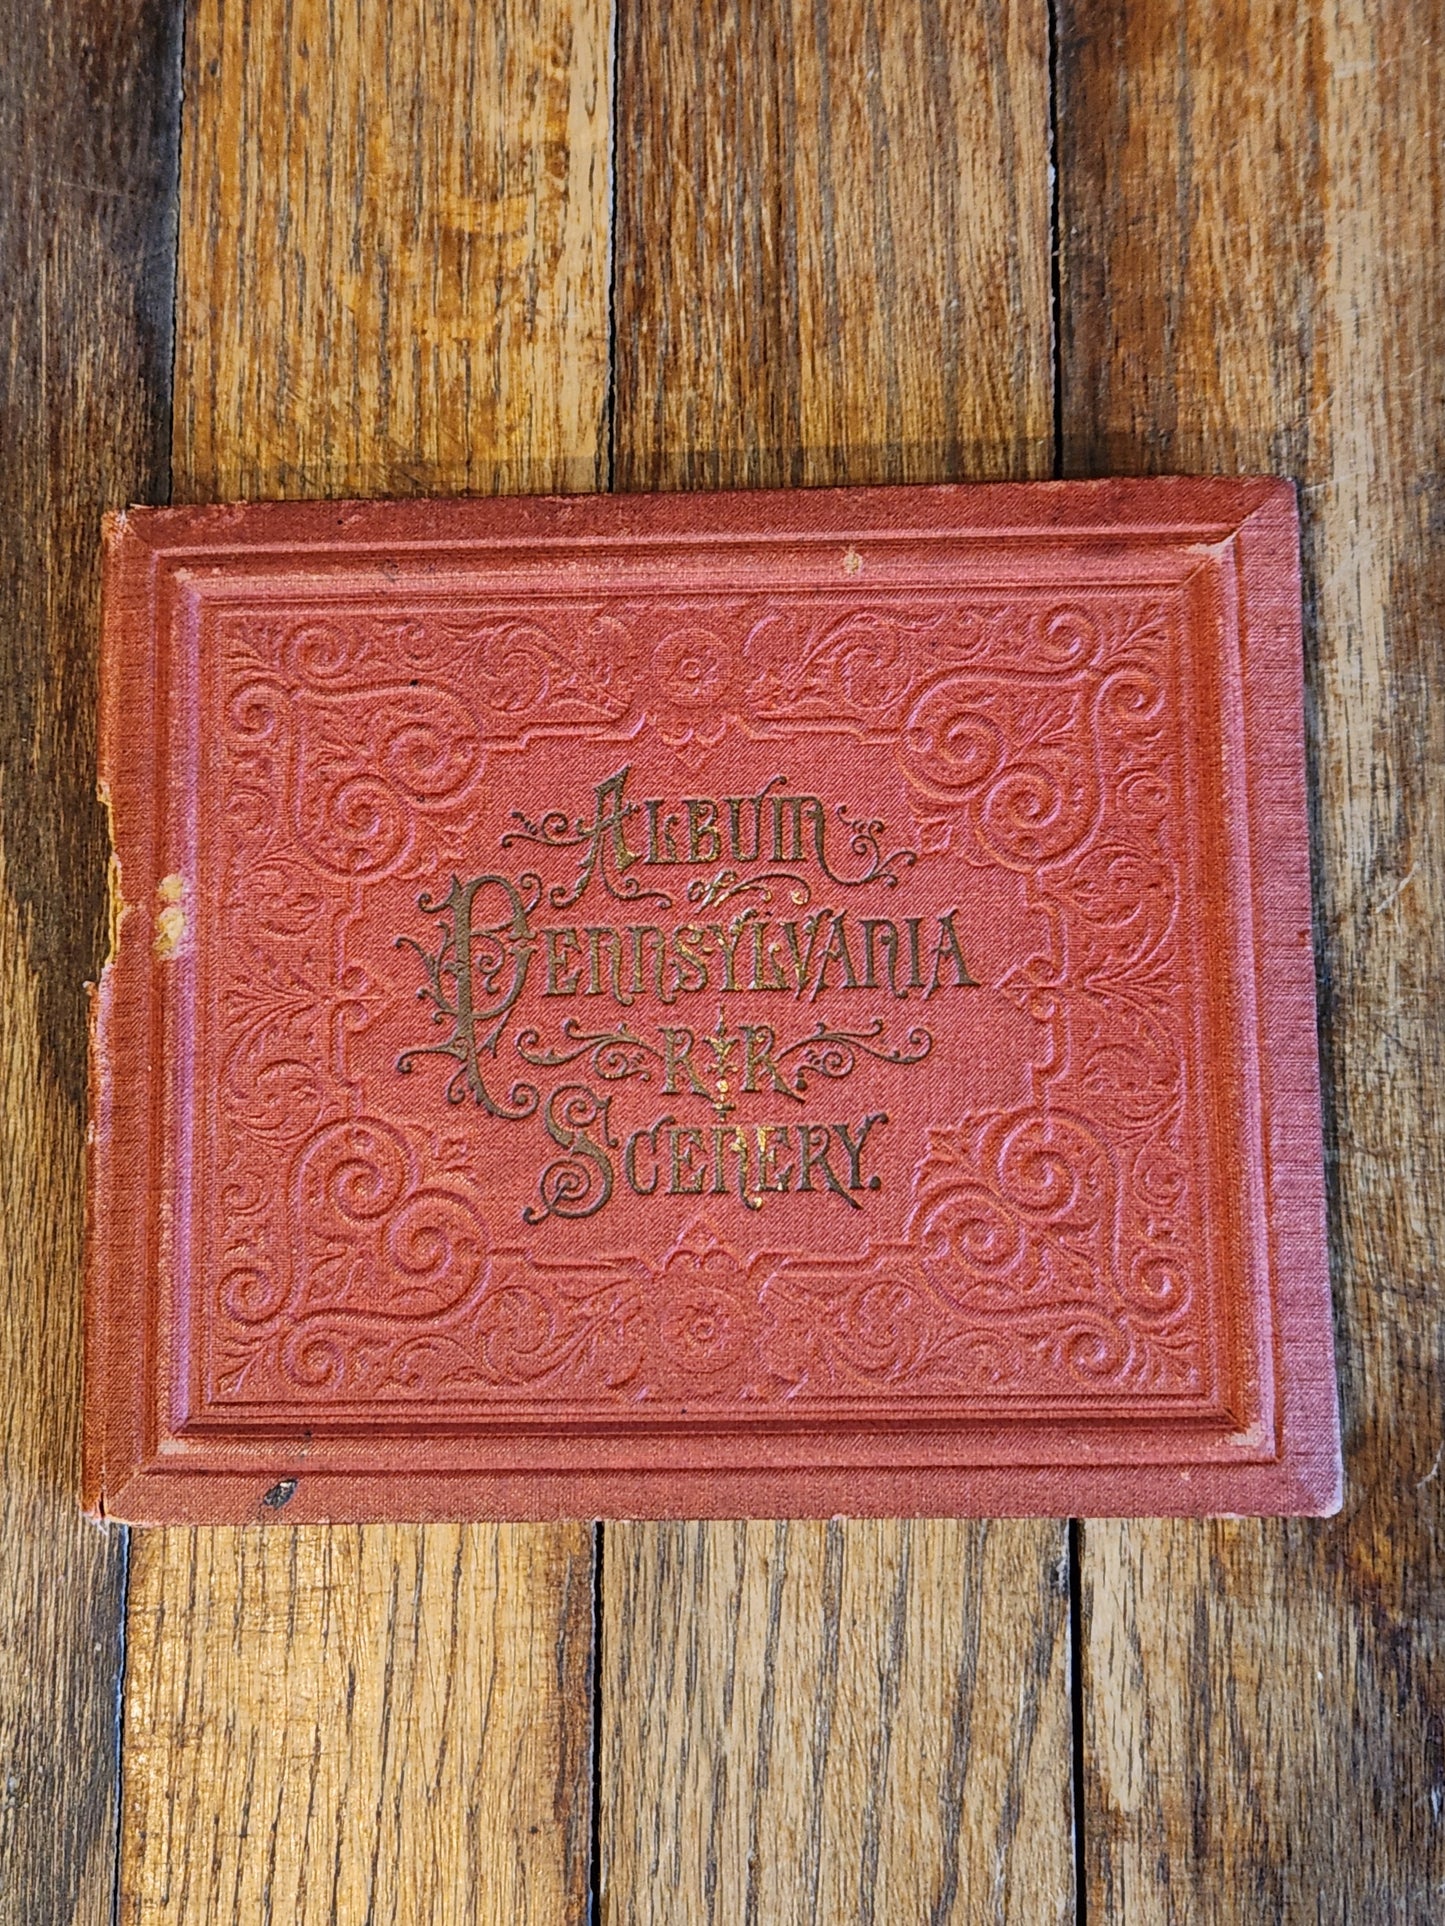 Album
of
Pennsylvania
R. R.
Scenery.